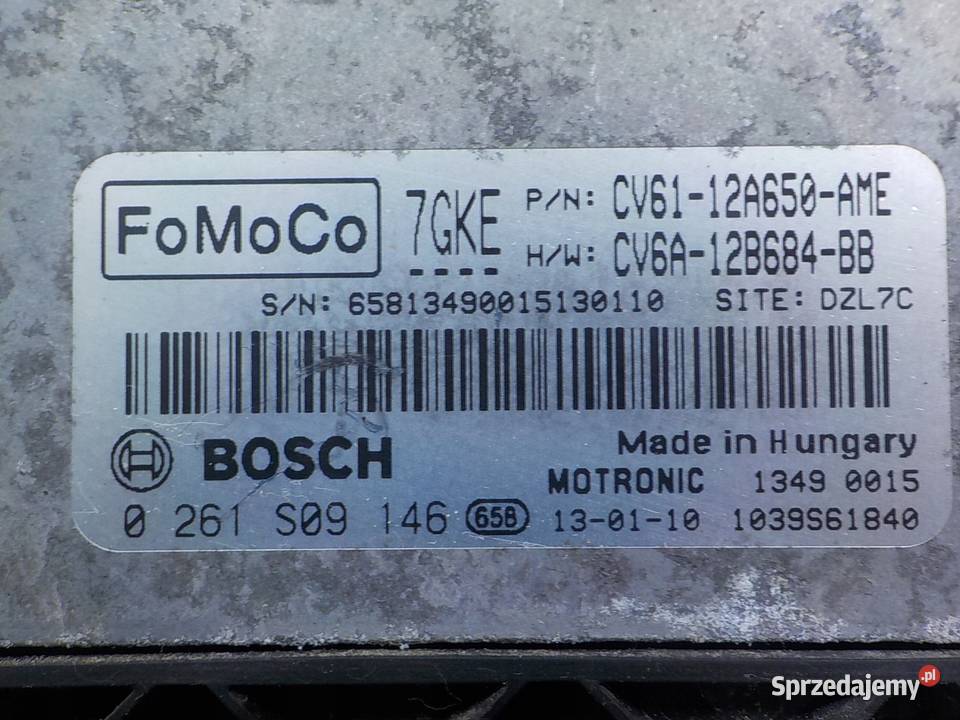 FoMoCo 7GKE P/N: CV61-12A650-AME
H/W: CV6A-12B684-BB
S/N: 65813490015130110 SITE: DZL7C
BOSCH Made in Hungary
MOTRONIC 1349 0015
0 261 S09 146 658 13-01-10 1039S61840
Sprzedajemy.pl